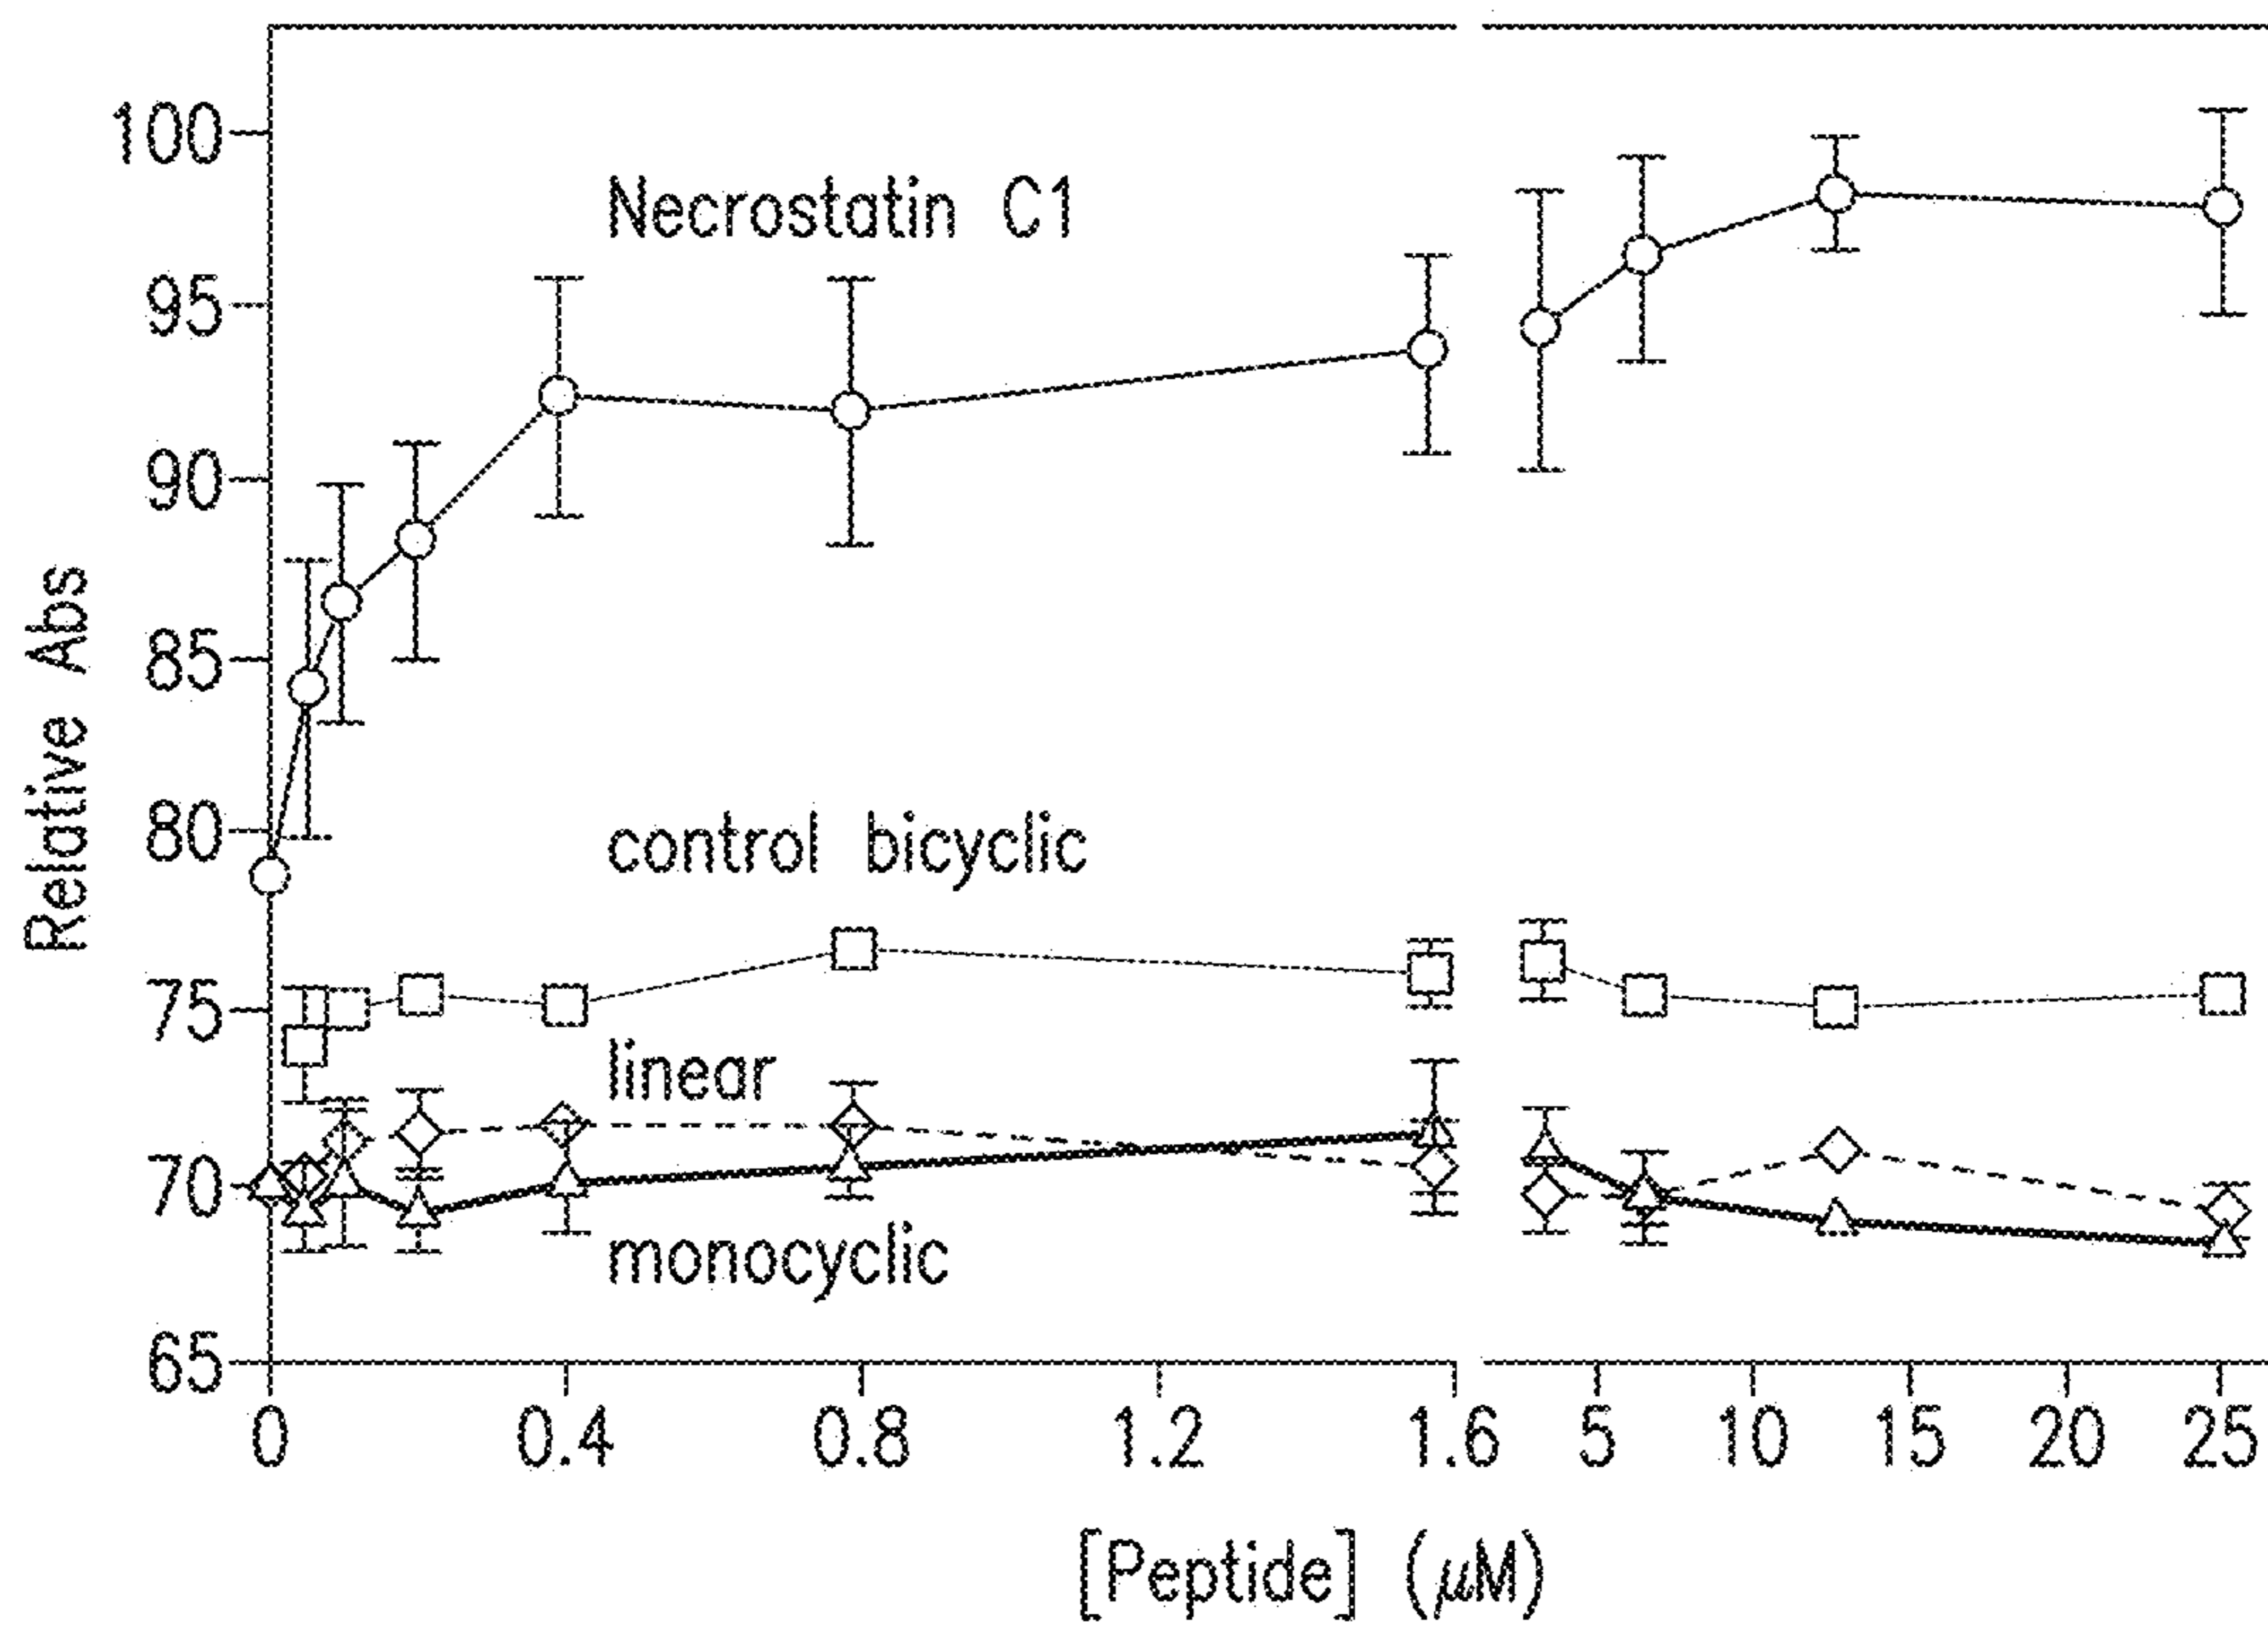 100
95
90
85
80
75
70
65
Relative Abs
Necrostatin C1
control bicyclic
linear
monocyclic
0 0.4 0.8 1.2 1.6 5 10 15 20 25
[Peptide] (μM)